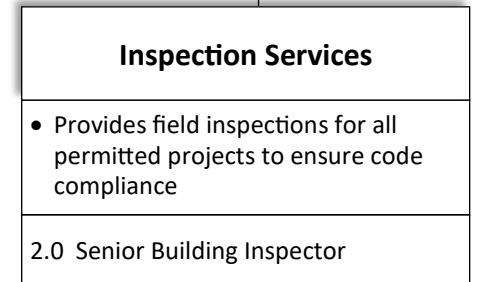 Inspection Services
• Provides field inspections for all
permitted projects to ensure code
compliance
2.0 Senior Building Inspector